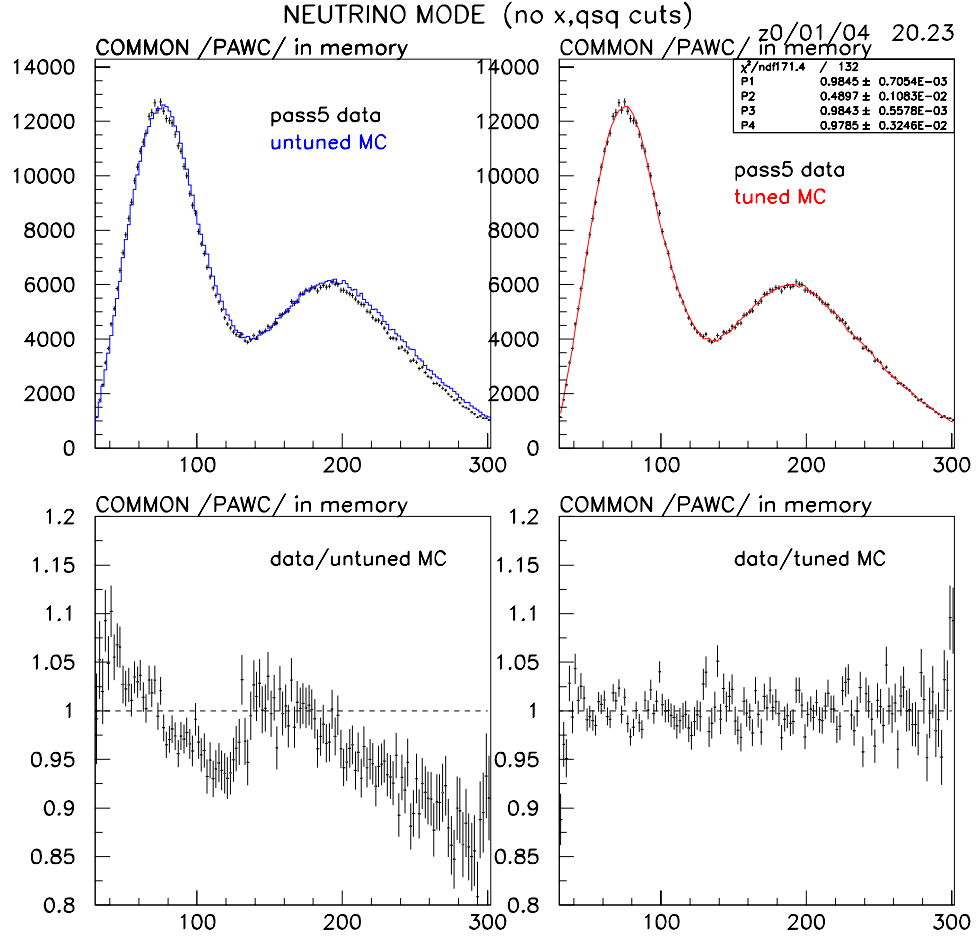 NEUTRINO MODE (no x,qsq cuts)
z0/01/04 20.23
COMMON /PAWC/ in memory
14000
12000
10000
8000
6000
4000
2000
0
100
200
300
pass5 data
untuned MC
COMMON /PAWC/ in memory
14000
12000
10000
8000
6000
4000
2000
0
100
200
300
χ²/ndf171.4 / 132
P1 0.9845 ± 0.7054E-03
P2 0.4897 ± 0.1083E-02
P3 0.9843 ± 0.5578E-03
P4 0.9785 ± 0.3246E-02
pass5 data
tuned MC
COMMON /PAWC/ in memory
1.2
1.15
1.1
1.05
1
0.95
0.9
0.85
0.8
100
200
300
data/untuned MC
COMMON /PAWC/ in memory
1.2
1.15
1.1
1.05
1
0.95
0.9
0.85
0.8
100
200
300
data/tuned MC